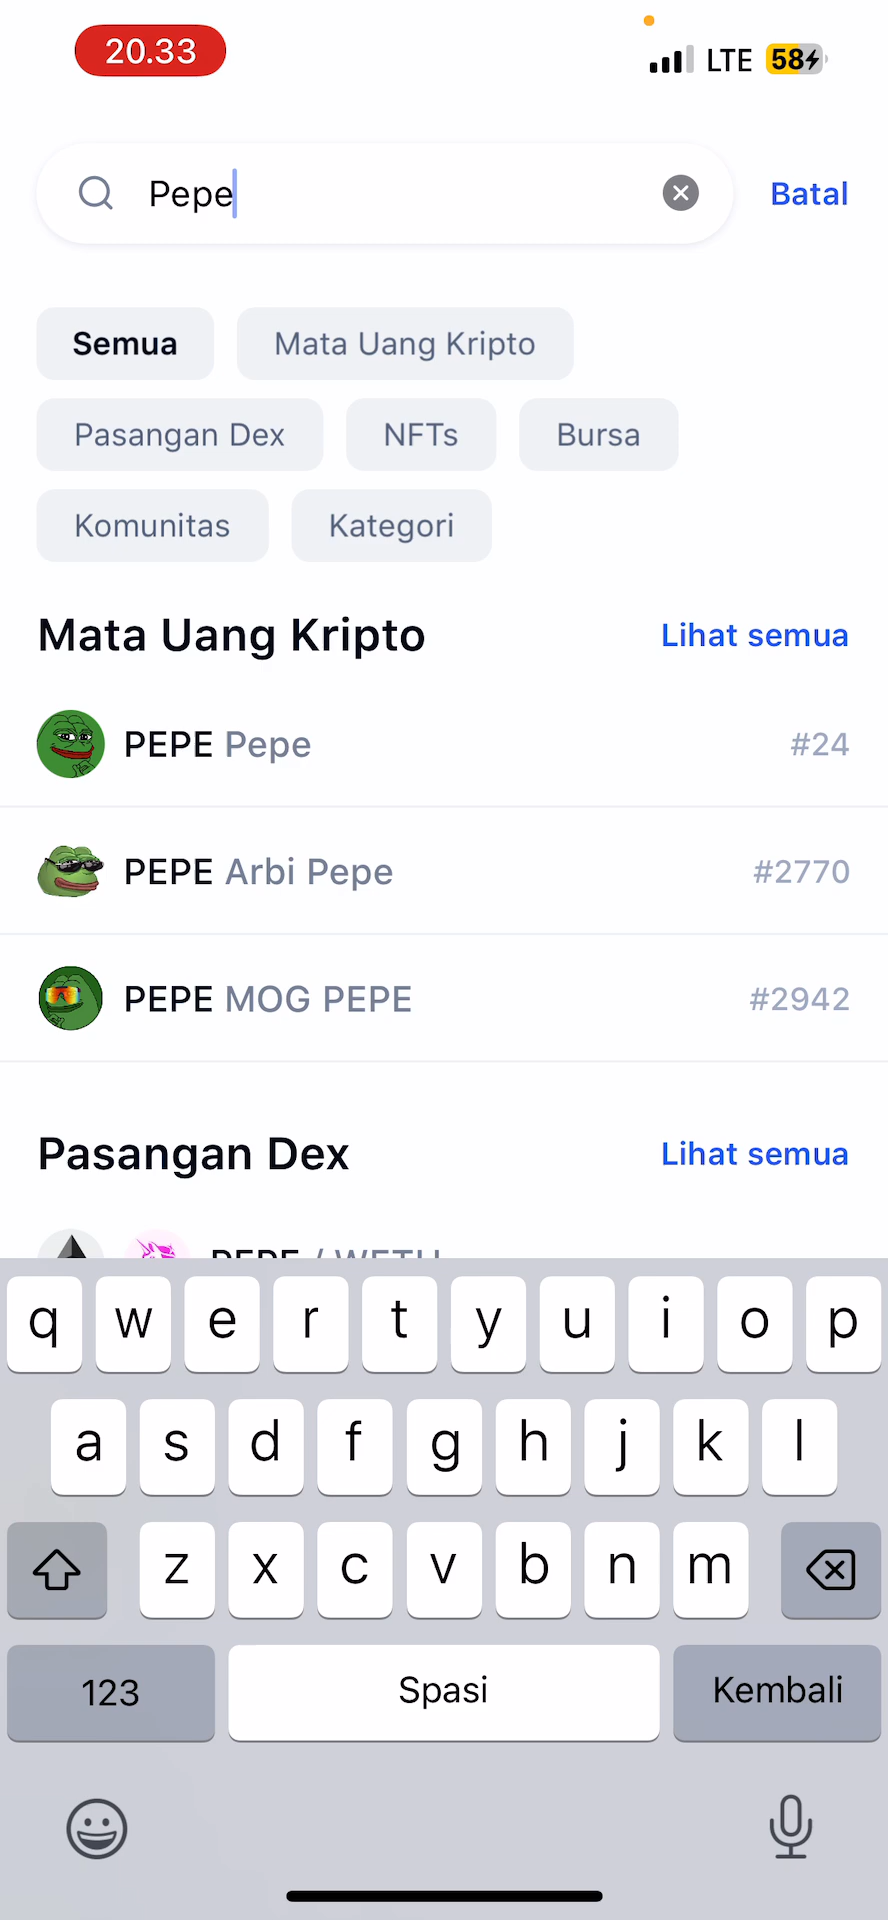 20.33
LTE 58
Pepe
Batal
Semua
Mata Uang Kripto
Pasangan Dex
NFTs
Bursa
Komunitas
Kategori
Mata Uang Kripto
Lihat semua
PEPE Pepe
#24
PEPE Arbi Pepe
#2770
PEPE MOG PEPE
#2942
Pasangan Dex
Lihat semua
PEPE / WETH
q w e r t y u i o p
a s d f g h j k l
z x c v b n m
123
Spasi
Kembali